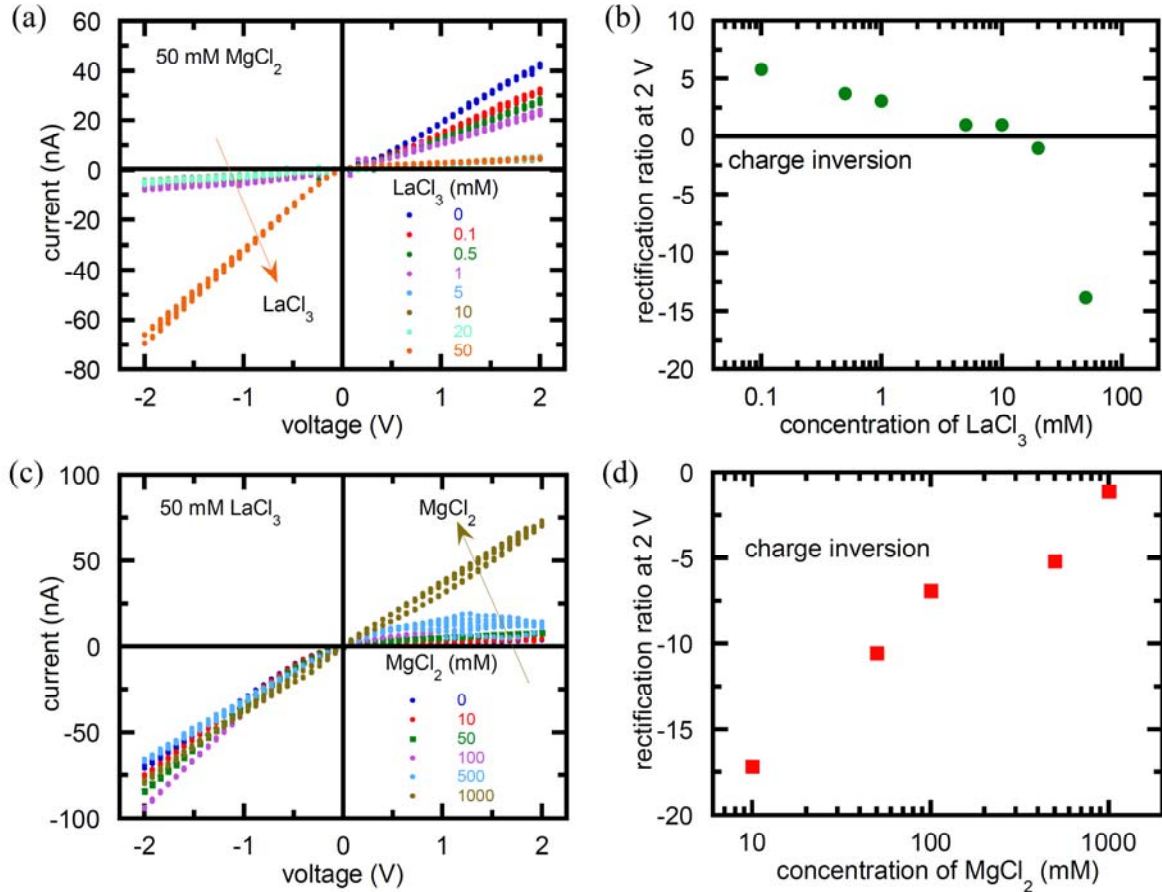 (a)
50 mM MgCl2
60
40
20
0
-20
-40
-60
-80
current (nA)
LaCl3 (mM)
0
0.1
0.5
1
5
10
20
50
LaCl3
-2 -1 0 1 2
voltage (V)
(b)
10
5
0
-5
-10
-15
-20
rectification ratio at 2 V
charge inversion
0.1 1 10 100
concentration of LaCl3 (mM)
(c)
50 mM LaCl3
MgCl2
100
50
0
-50
-100
current (nA)
MgCl2 (mM)
0
10
50
100
500
1000
-2 -1 0 1 2
voltage (V)
(d)
0
-5
-10
-15
-20
rectification ratio at 2 V
charge inversion
10 100 1000
concentration of MgCl2 (mM)